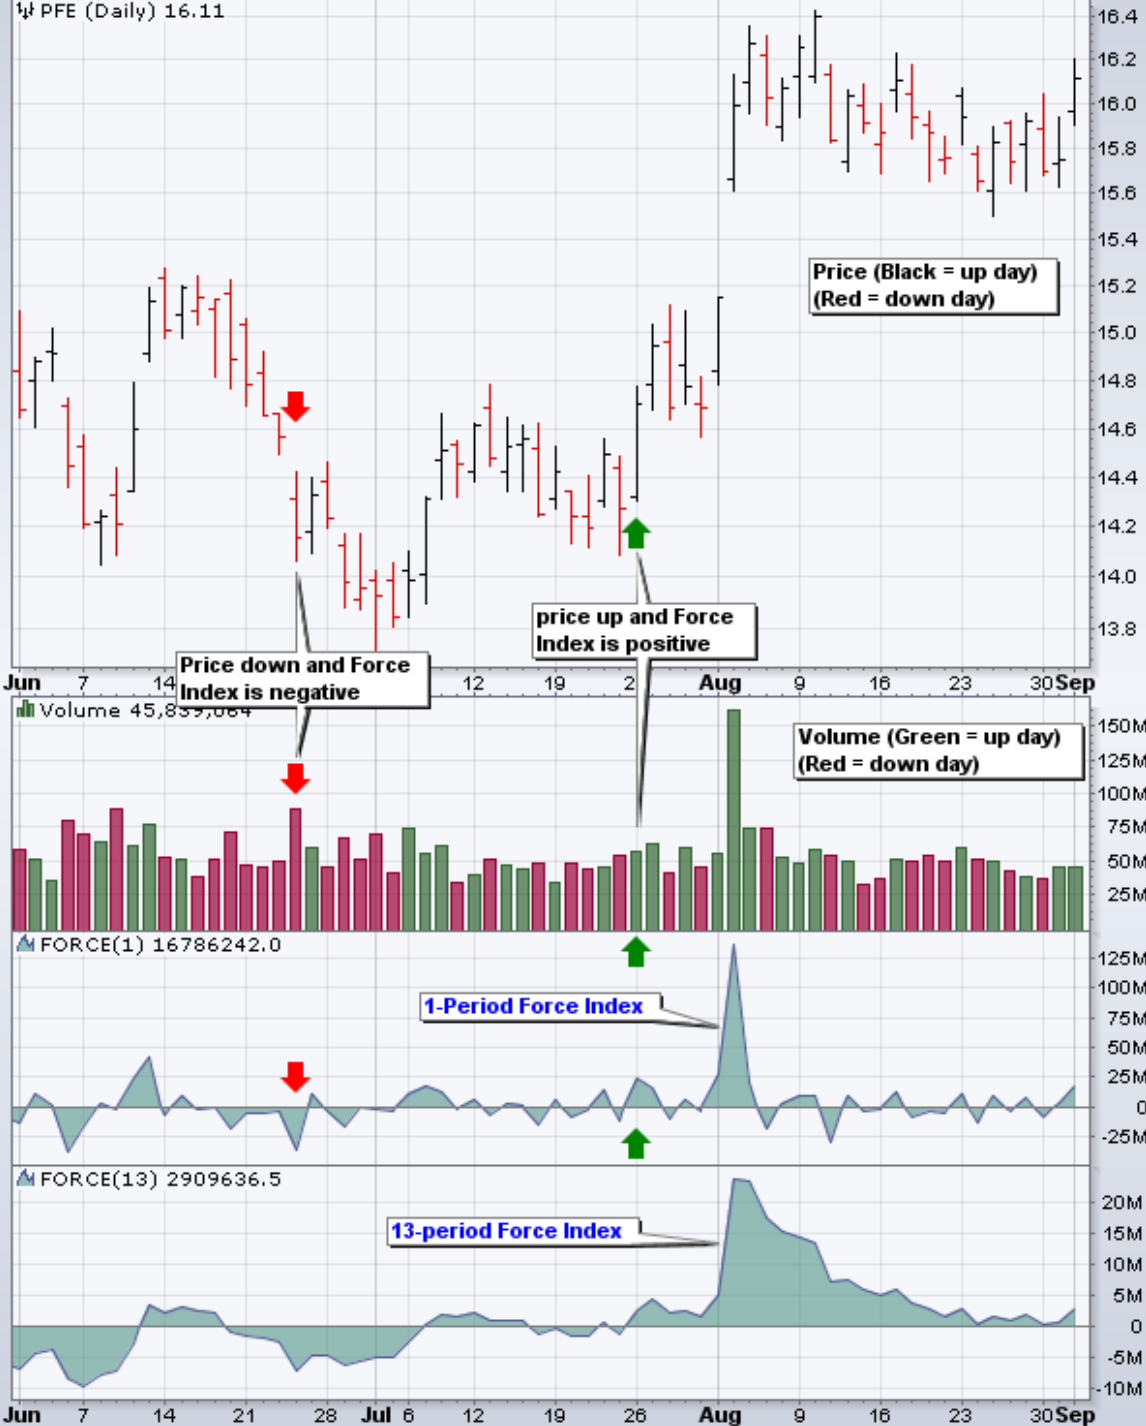 PFE (Daily) 16.11
16.4
16.2
16.0
15.8
15.6
15.4
15.2
15.0
14.8
14.6
14.4
14.2
14.0
13.8
Price (Black = up day)
(Red = down day)
price up and Force
Index is positive
Price down and Force
Index is negative
Jun 7 14 12 19 2 Aug 9 16 23 30 Sep
Volume 45,839,064
Volume (Green = up day)
(Red = down day)
150M
125M
100M
75M
50M
25M
FORCE(1) 16786242.0
1-Period Force Index
125M
100M
75M
50M
25M
0
-25M
FORCE(13) 2909636.5
13-period Force Index
20M
15M
10M
5M
0
-5M
-10M
Jun 7 14 21 28 Jul 6 12 19 26 Aug 9 16 23 30 Sep